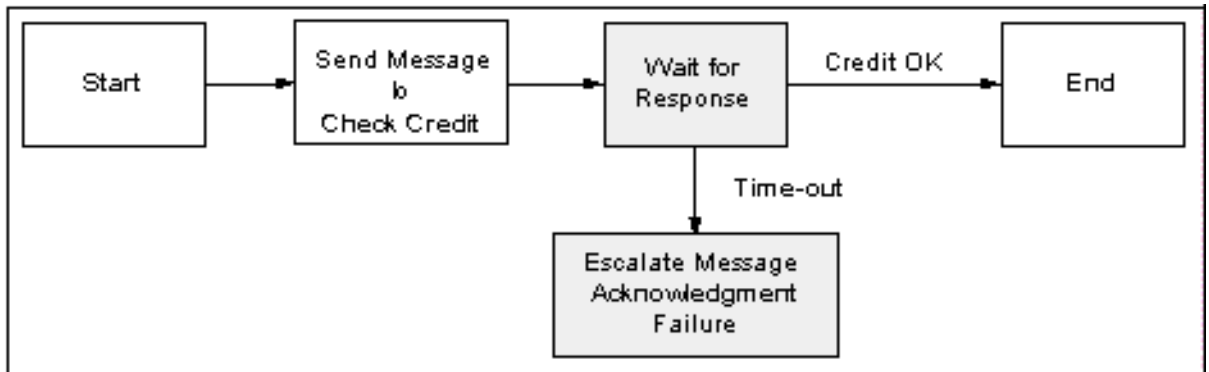 Start
Send Message
to
Check Credit
Wait for
Response
Credit OK
End
Time-out
Escalate Message
Acknowledgment
Failure